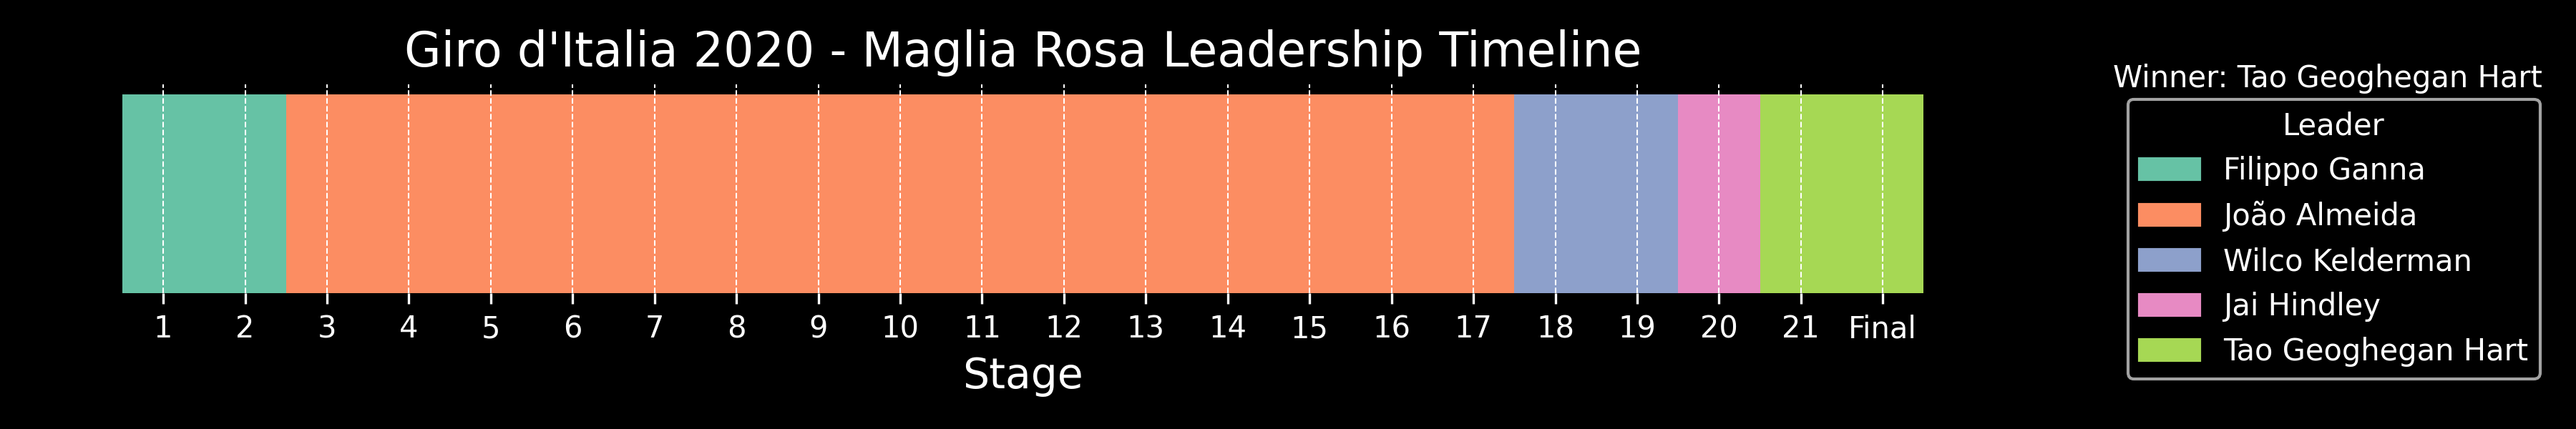 Giro d'Italia 2020 - Maglia Rosa Leadership Timeline
Winner: Tao Geoghegan Hart
Leader
Filippo Ganna
João Almeida
Wilco Kelderman
Jai Hindley
Tao Geoghegan Hart
1 2 3 4 5 6 7 8 9 10 11 12 13 14 15 16 17 18 19 20 21 Final
Stage